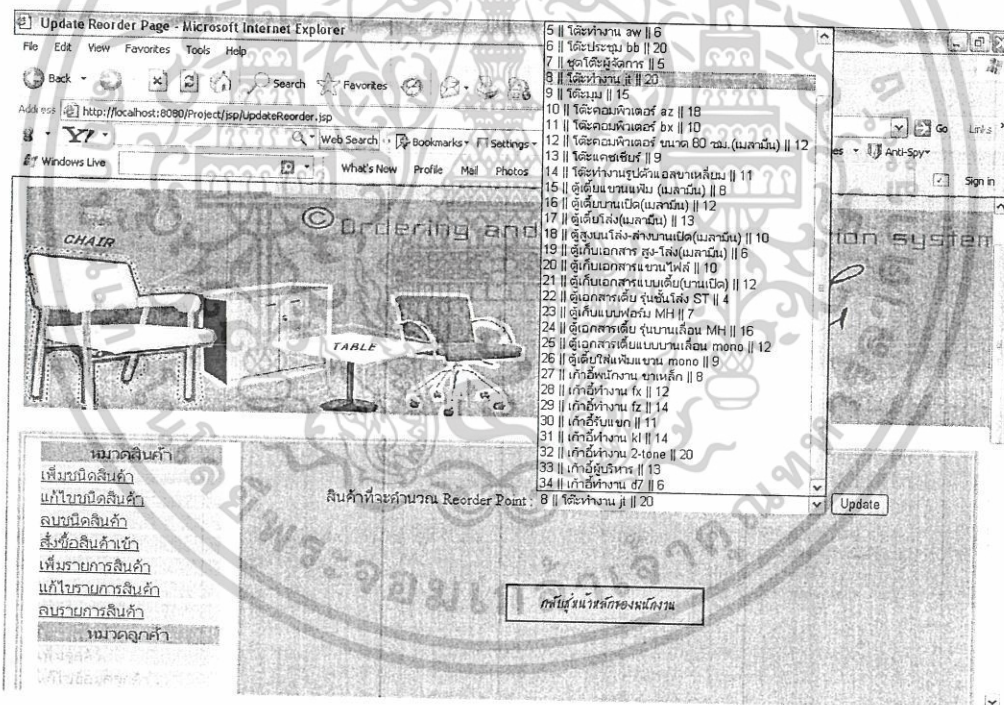 Update Reorder Page - Microsoft Internet Explorer
File Edit View Favorites Tools Help
Back Search Favorites
Address http://localhost:8080/Project/jsp/UpdateReorder.jsp
Go Links
Y! Web Search Bookmarks Settings
Anti-Spy
Windows Live What's New Profile Mail Photos
Sign in
5 || โต๊ะทำงาน aw || 6
6 || โต๊ะประชุม bb || 20
7 || ชุดโต๊ะผู้จัดการ || 5
8 || โต๊ะทำงาน jt || 20
9 || โต๊ะมุม || 15
10 || โต๊ะคอมพิวเตอร์ az || 18
11 || โต๊ะคอมพิวเตอร์ bx || 10
12 || โต๊ะคอมพิวเตอร์ ขนาด 80 ซม.(เมลามีน) || 12
13 || โต๊ะแคชเชียร์ || 9
14 || โต๊ะทำงานรูปตัวแอลขาเหลี่ยม || 11
15 || ตู้เตี้ยแขวนแฟ้ม (เมลามีน) || 8
16 || ตู้เตี้ยบานเปิด(เมลามีน) || 12
17 || ตู้เตี้ยโล่ง(เมลามีน) || 13
18 || ตู้สูงบนโล่ง-ล่างบานเปิด(เมลามีน) || 10
19 || ตู้เก็บเอกสาร สูง-โล่ง(เมลามีน) || 6
20 || ตู้เก็บเอกสารแขวนไฟล์ || 10
21 || ตู้เก็บเอกสารแบบเตี้ย(บานเปิด) || 12
22 || ตู้เอกสารเตี้ย รุ่นชั้นโล่ง ST || 4
23 || ตู้เก็บแบบฟอร์ม MH || 7
24 || ตู้เอกสารเตี้ย รุ่นบานเลื่อน MH || 16
25 || ตู้เอกสารเตี้ยแบบบานเลื่อน mono || 12
26 || ตู้เตี้ยใส่แฟ้มแขวน mono || 9
27 || เก้าอี้พนักงาน ขาเหล็ก || 8
28 || เก้าอี้ทำงาน fx || 12
29 || เก้าอี้ทำงาน fz || 14
30 || เก้าอี้รับแขก || 11
31 || เก้าอี้ทำงาน kl || 14
32 || เก้าอี้ทำงาน 2-tone || 20
33 || เก้าอี้ผู้บริหาร || 13
34 || เก้าอี้ทำงาน d7 || 6
© Ordering and
system
CHAIR
TABLE
สินค้าที่จะคำนวณ Reorder Point : 8 || โต๊ะทำงาน jt || 20 Update
หมวดสินค้า
เพิ่มชนิดสินค้า
แก้ไขชนิดสินค้า
ลบชนิดสินค้า
สั่งซื้อสินค้าเข้า
เพิ่มรายการสินค้า
แก้ไขรายการสินค้า
ลบรายการสินค้า
หมวดลูกค้า
กลับสู่หน้าหลักของพนักงาน